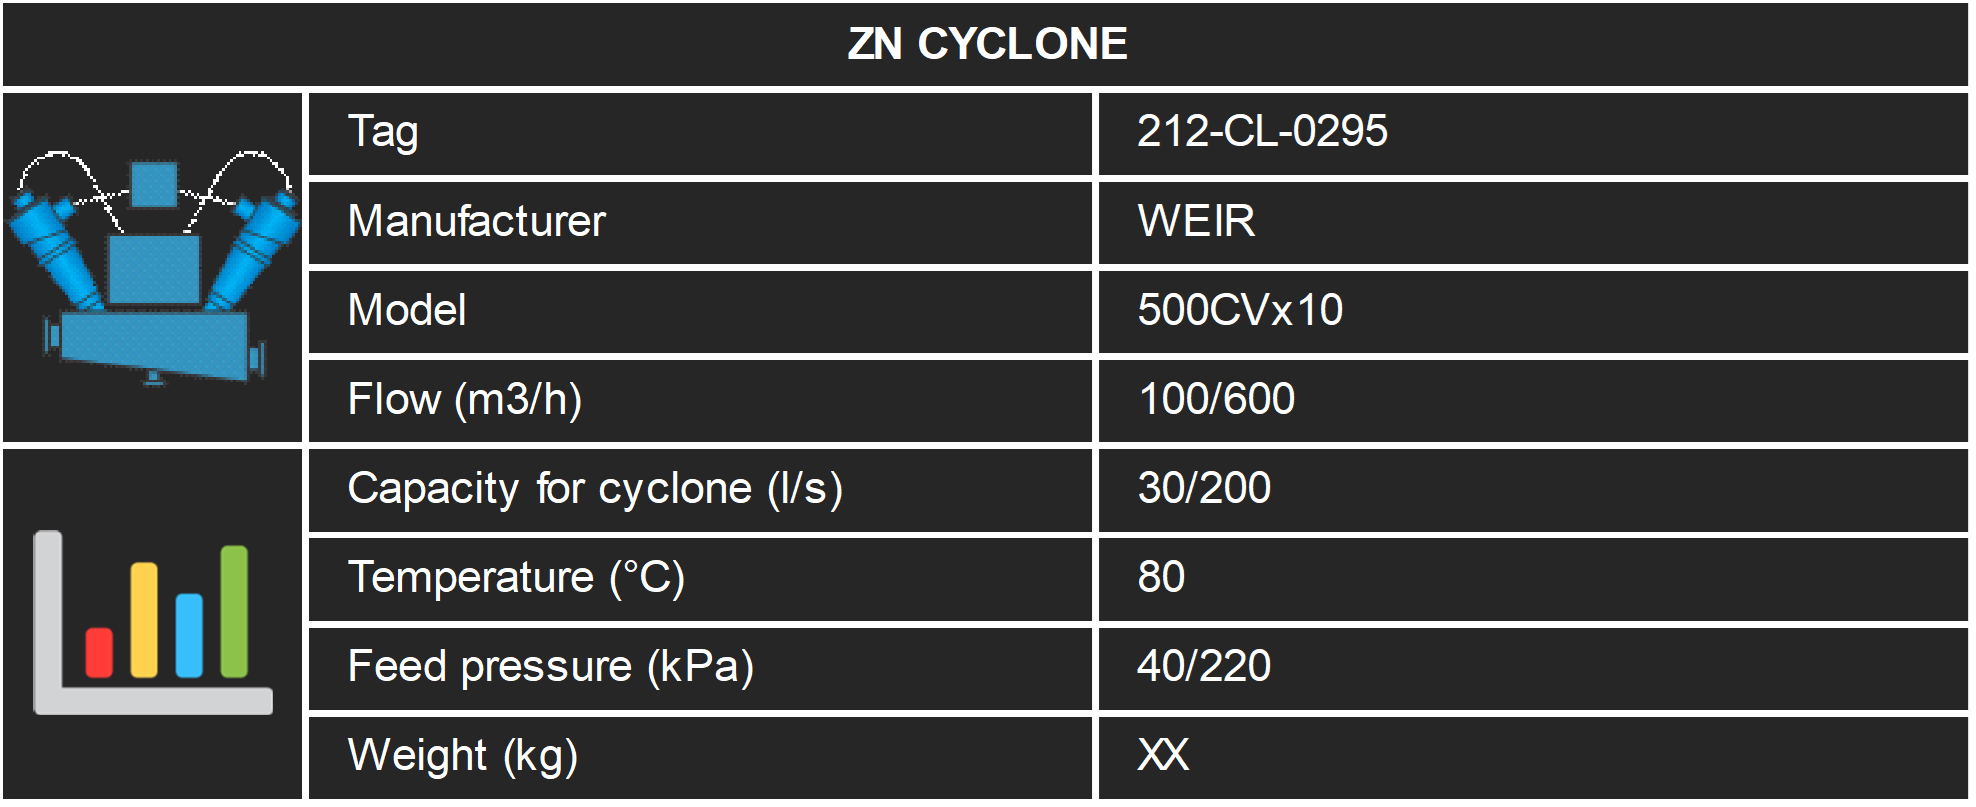 ZN CYCLONE
Tag 212-CL-0295
Manufacturer WEIR
Model 500CVx10
Flow (m3/h) 100/600
Capacity for cyclone (l/s) 30/200
Temperature (°C) 80
Feed pressure (kPa) 40/220
Weight (kg) XX